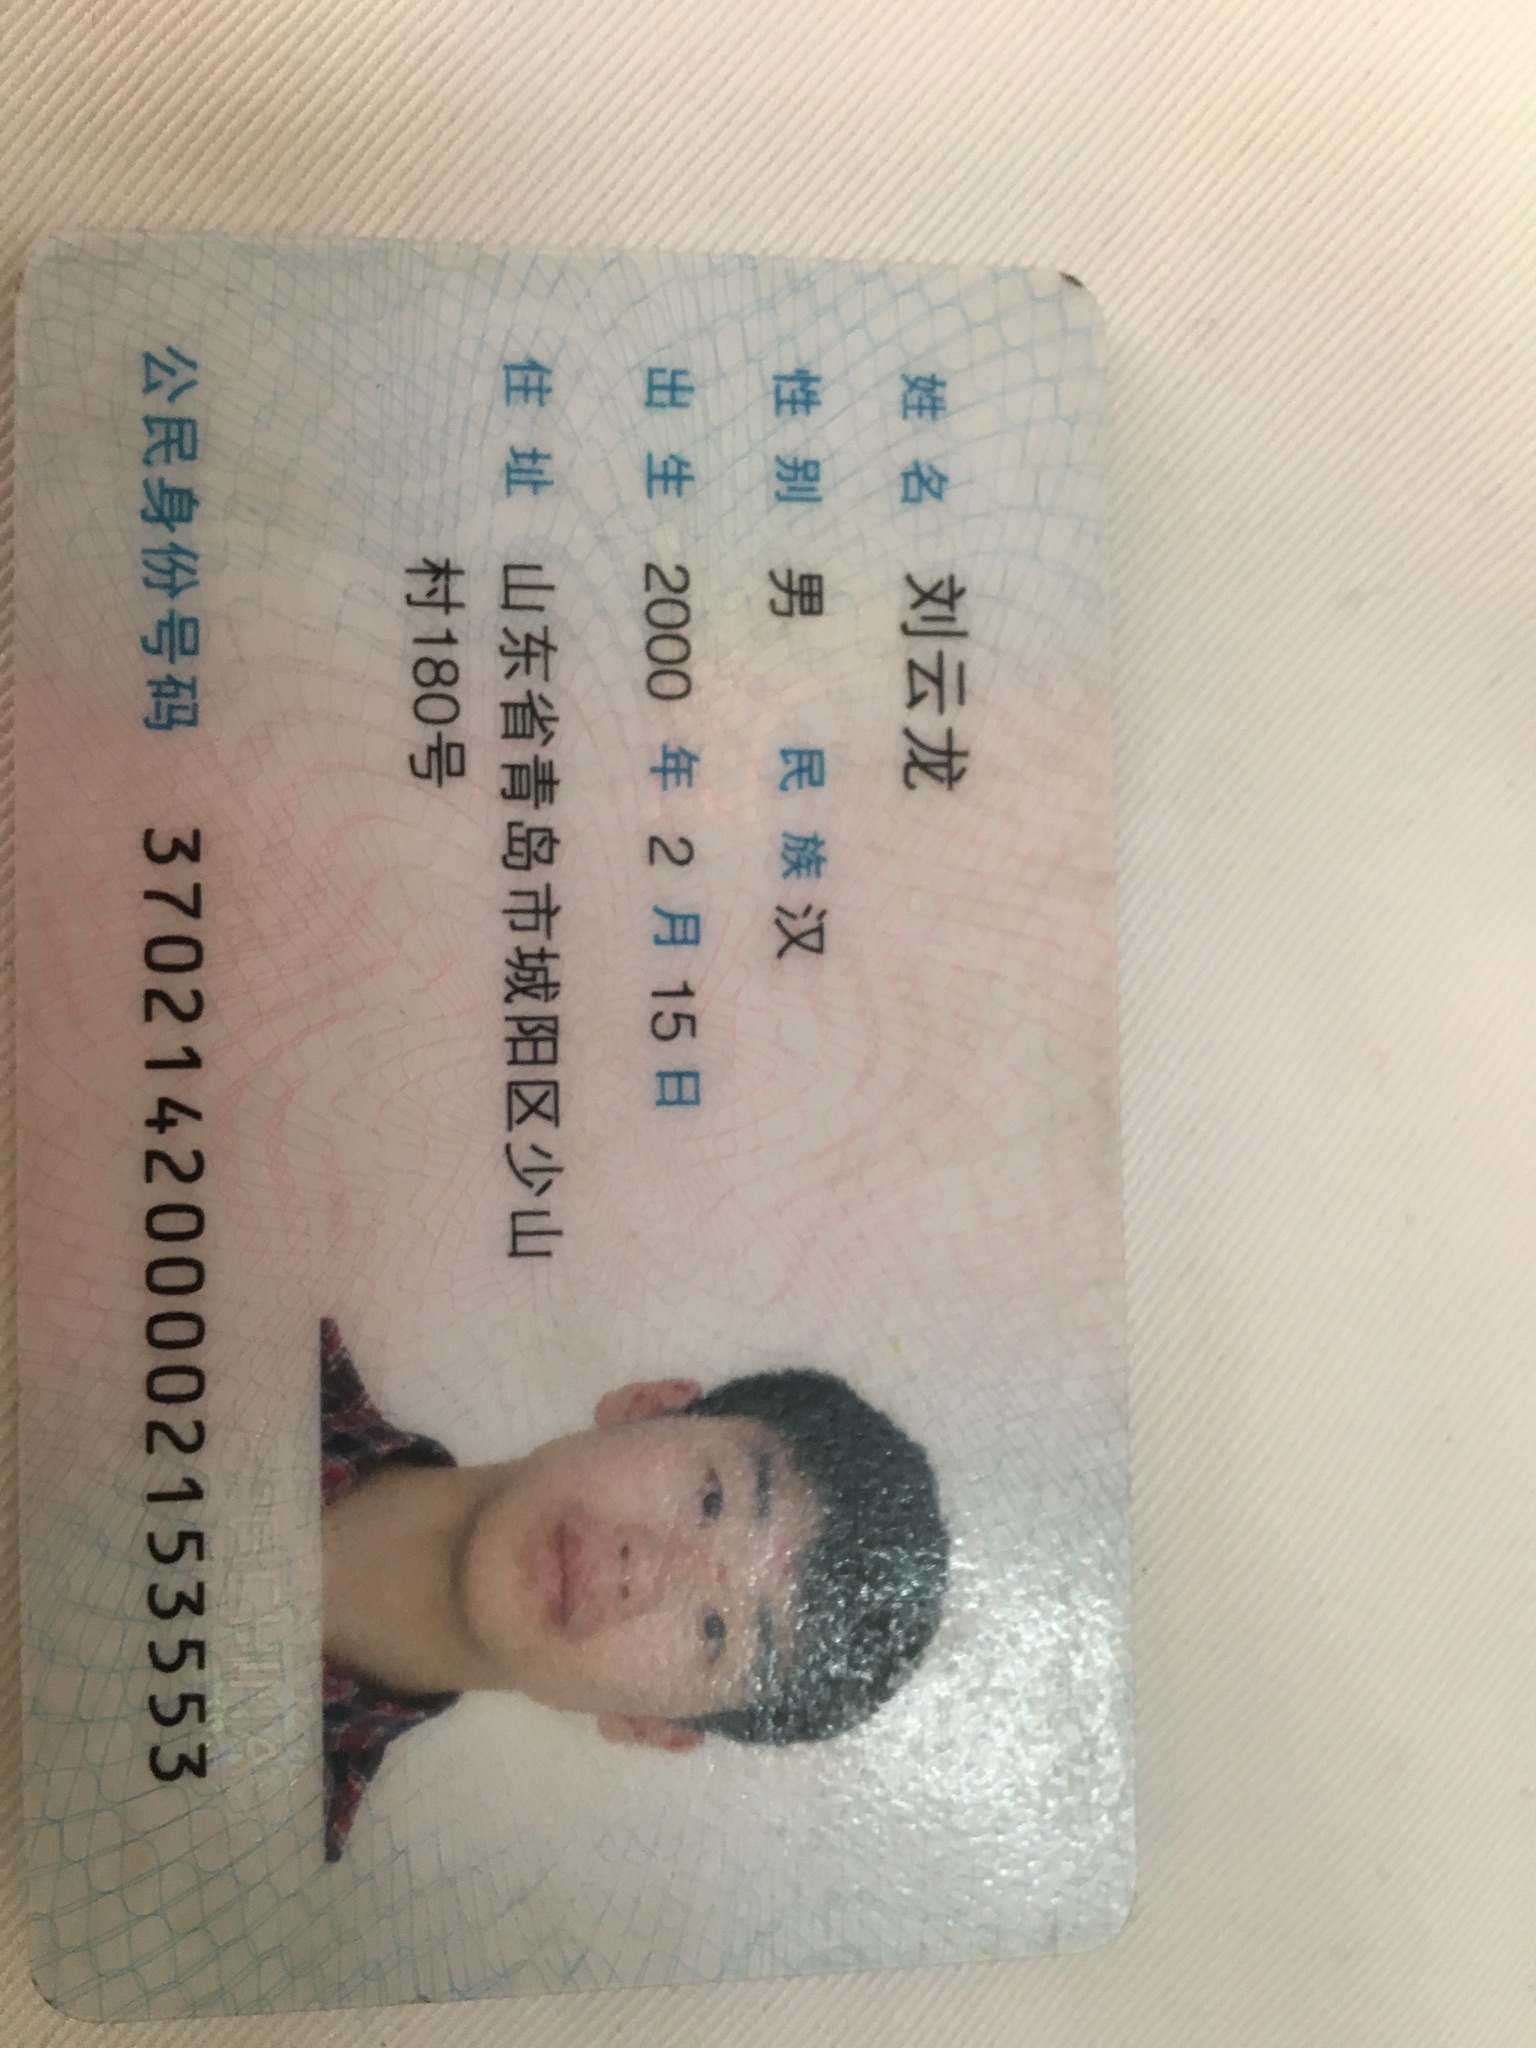 姓名 刘云龙
性别 男 民族 汉
出生 2000 年 2 月 15 日
住址 山东省青岛市城阳区少山
村180号
公民身份号码 370214200002153553